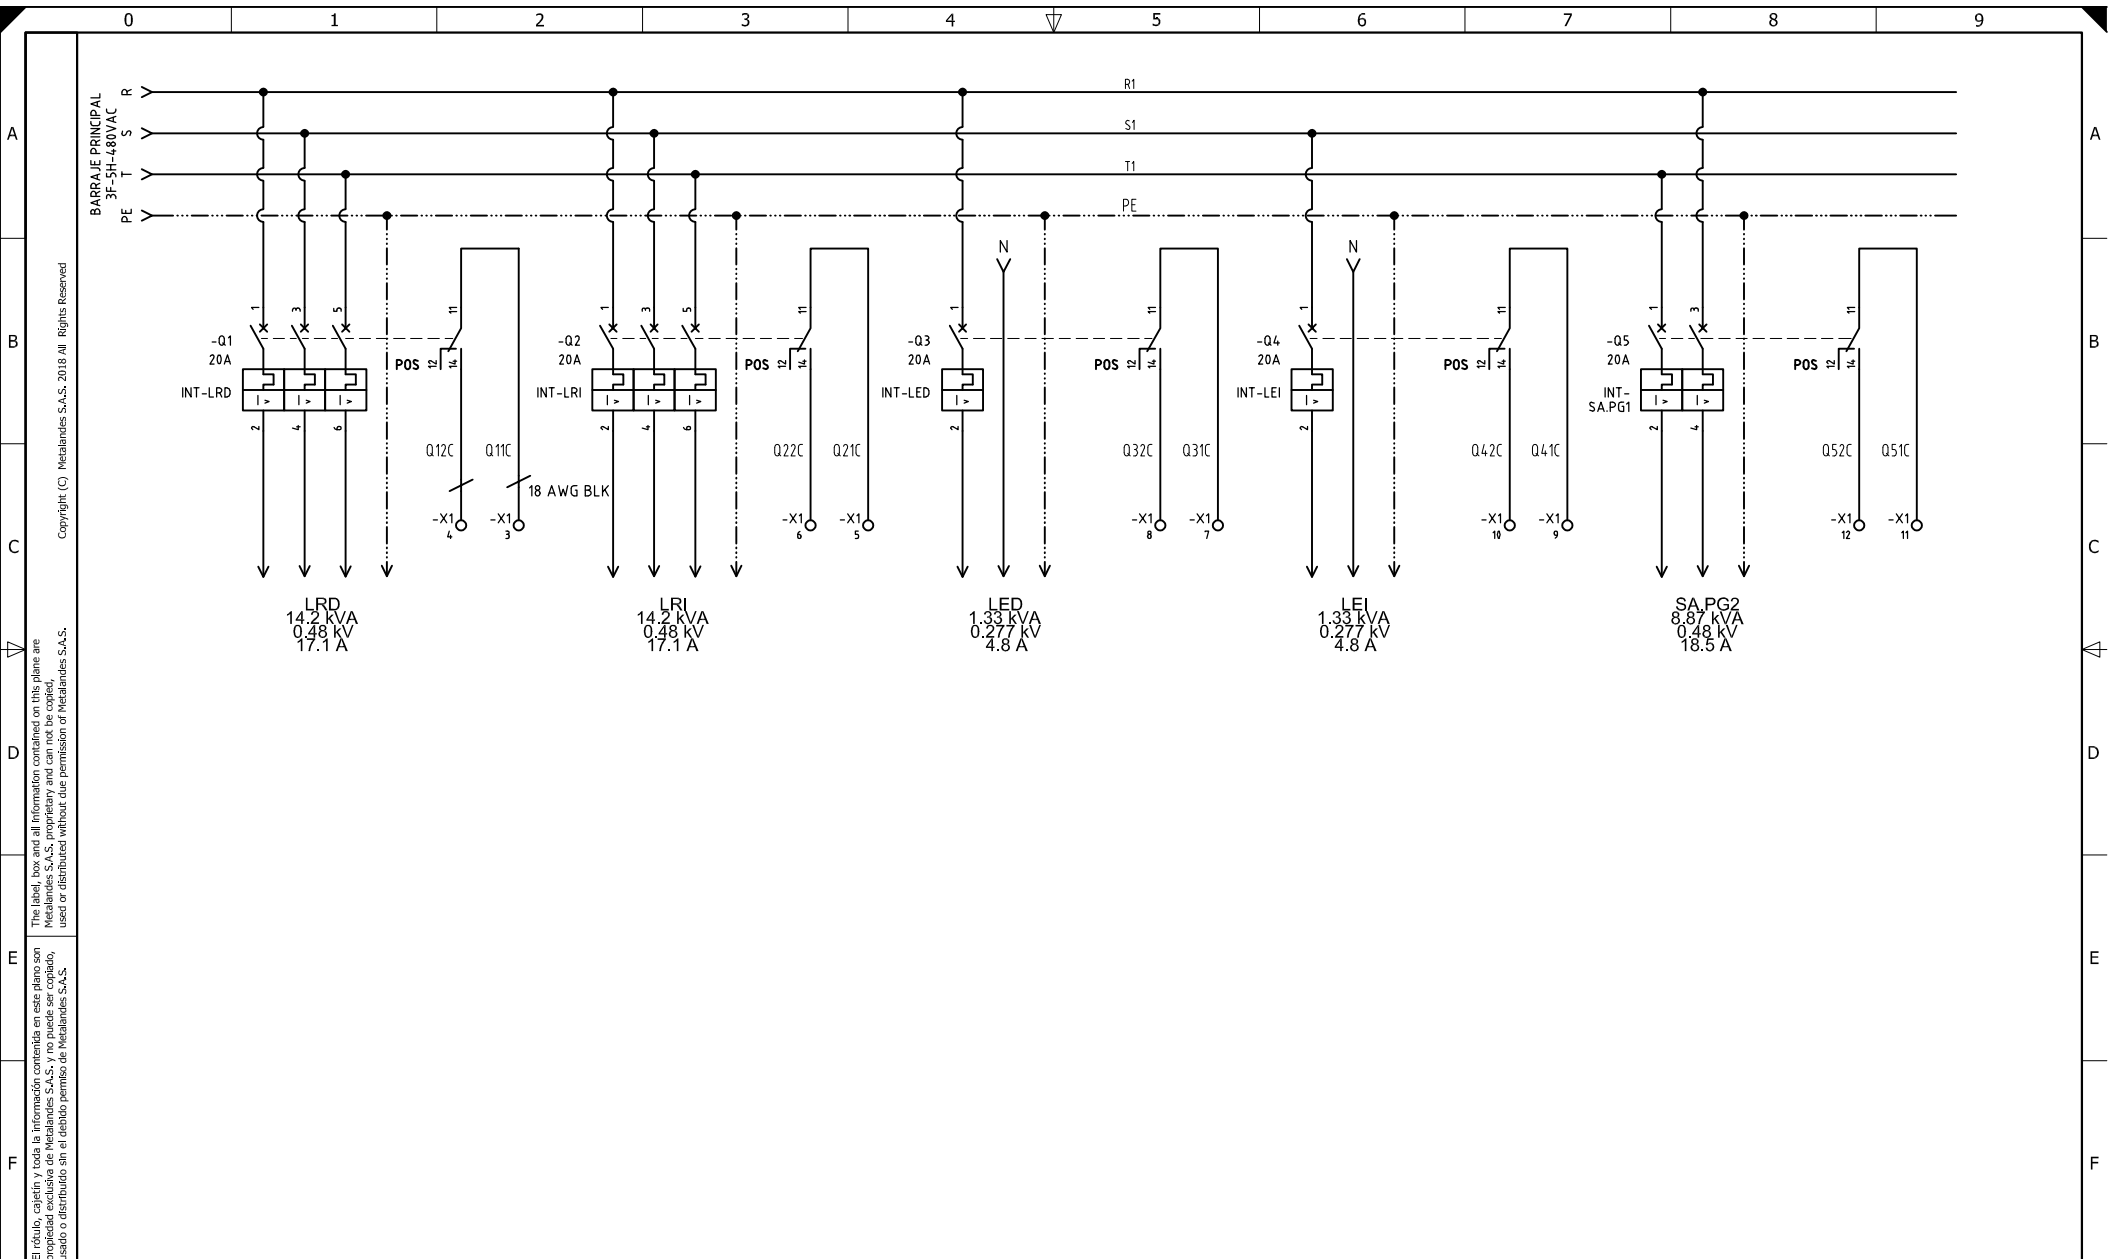 0 1 2 3 4 5 6 7 8 9
A
B
C
D
E
F
A
B
C
D
E
F
BARRAJE PRINCIPAL
3F-5H-480VAC
R
S
T
PE
R1
S1
T1
PE
1 3 5
-Q1
20A
INT-LRD
2 4 6
11
POS 12 14
Q12C Q11C
18 AWG BLK
-X1 -X1
4 3
LRD
14.2 kVA
0.48 kV
17.1 A
1 3 5
-Q2
20A
INT-LRI
2 4 6
11
POS 12 14
Q22C Q21C
-X1 -X1
6 5
LRI
14.2 kVA
0.48 kV
17.1 A
N
1
-Q3
20A
INT-LED
2
11
POS 12 14
Q32C Q31C
-X1 -X1
8 7
LED
1.33 kVA
0.277 kV
4.8 A
N
1
-Q4
20A
INT-LEI
2
11
POS 12 14
Q42C Q41C
-X1 -X1
10 9
LEI
1.33 kVA
0.277 kV
4.8 A
1 3
-Q5
20A
INT-
SA.PG1
2 4
11
POS 12 14
Q52C Q51C
-X1 -X1
12 11
SA.PG2
8.87 kVA
0.48 kV
18.5 A
I > I > I >
I > I > I >
I >
I >
I > I >
Copyright (C) Metalandes S.A.S. 2018 All Rights Reserved
The label, box and all information contained on this plane are
Metalandes S.A.S. proprietary and can not be copied,
used or distributed without due permission of Metalandes S.A.S.
El rótulo, cajetín y toda la información contenida en este plano son
propiedad exclusiva de Metalandes S.A.S. y no puede ser copiado,
usado o distribuido sin el debido permiso de Metalandes S.A.S.